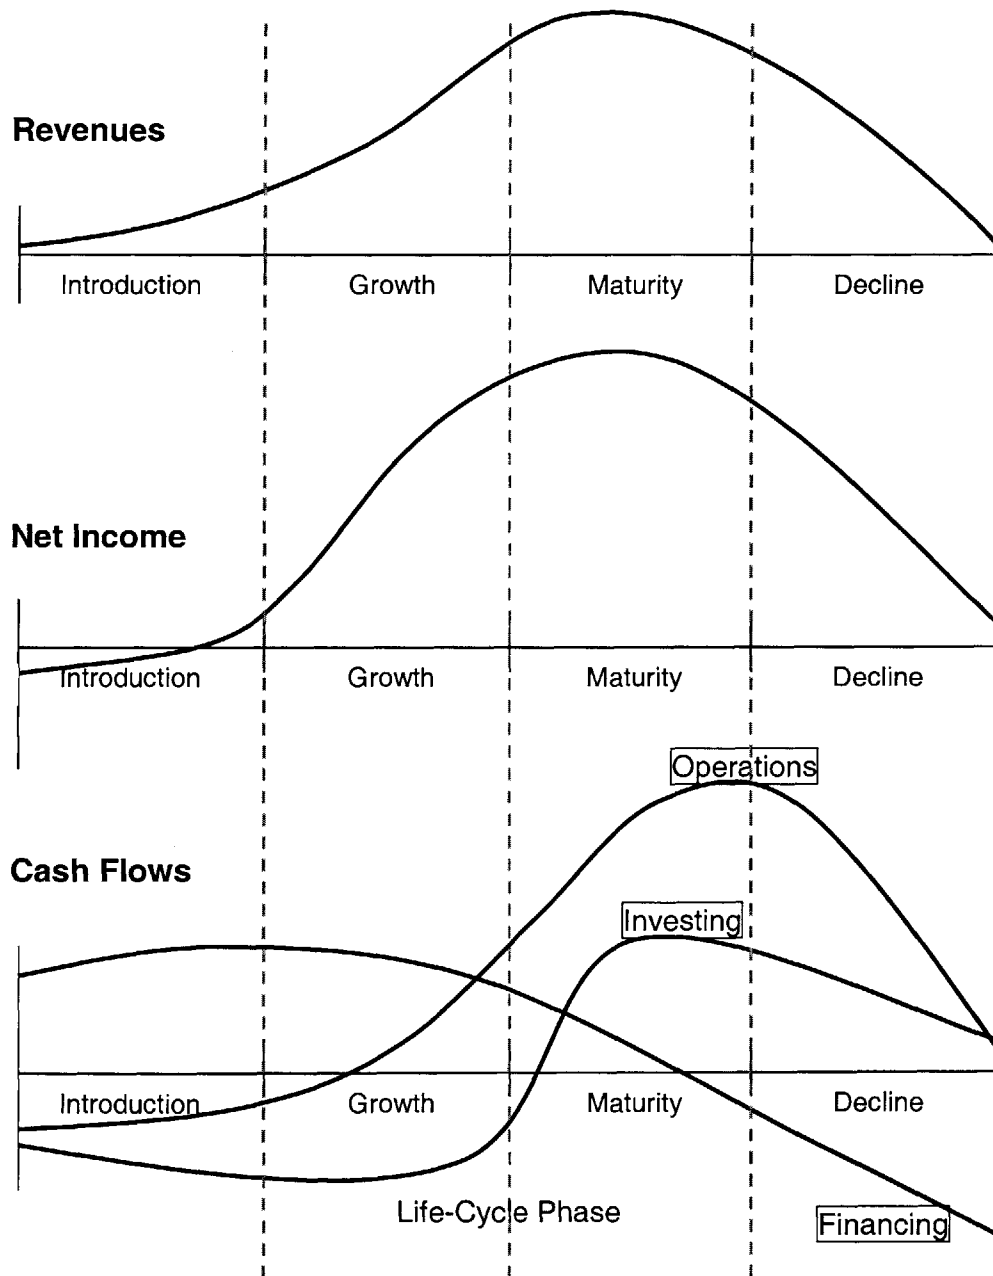 Revenues
Introduction Growth Maturity Decline
Net Income
Introduction Growth Maturity Decline
Operations
Cash Flows
Investing
Introduction Growth Maturity Decline
Life-Cycle Phase
Financing